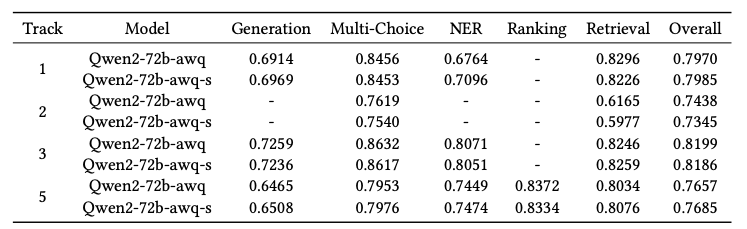 Track Model Generation Multi-Choice NER Ranking Retrieval Overall
1 Qwen2-72b-awq 0.6914 0.8456 0.6764 - 0.8296 0.7970
Qwen2-72b-awq-s 0.6969 0.8453 0.7096 - 0.8226 0.7985
2 Qwen2-72b-awq - 0.7619 - - 0.6165 0.7438
Qwen2-72b-awq-s - 0.7540 - - 0.5977 0.7345
3 Qwen2-72b-awq 0.7259 0.8632 0.8071 - 0.8246 0.8199
Qwen2-72b-awq-s 0.7236 0.8617 0.8051 - 0.8259 0.8186
5 Qwen2-72b-awq 0.6465 0.7953 0.7449 0.8372 0.8034 0.7657
Qwen2-72b-awq-s 0.6508 0.7976 0.7474 0.8334 0.8076 0.7685